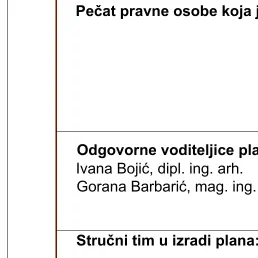 Pečat pravne osobe koja j
Odgovorne voditeljice pla
Ivana Bojić, dipl. ing. arh.
Gorana Barbarić, mag. ing.
Stručni tim u izradi plana: